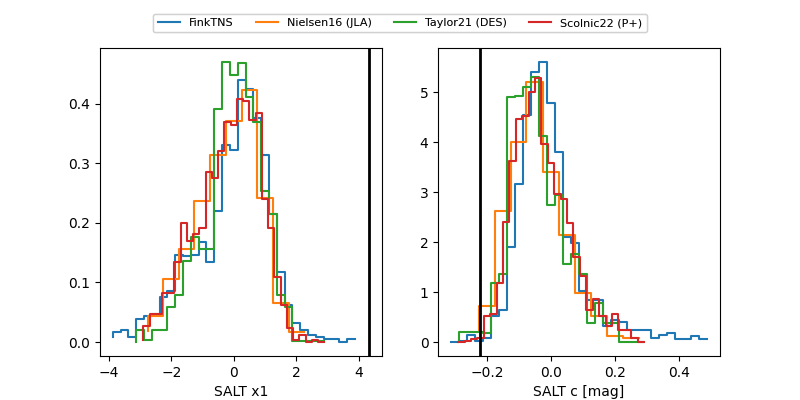 FinkTNS Nielsen16 (JLA) Taylor21 (DES) Scolnic22 (P+)
0.4
0.3
0.2
0.1
0.0
−4 −2 0 2 4
SALT x1
5
4
3
2
1
0
−0.2 0.0 0.2 0.4
SALT c [mag]